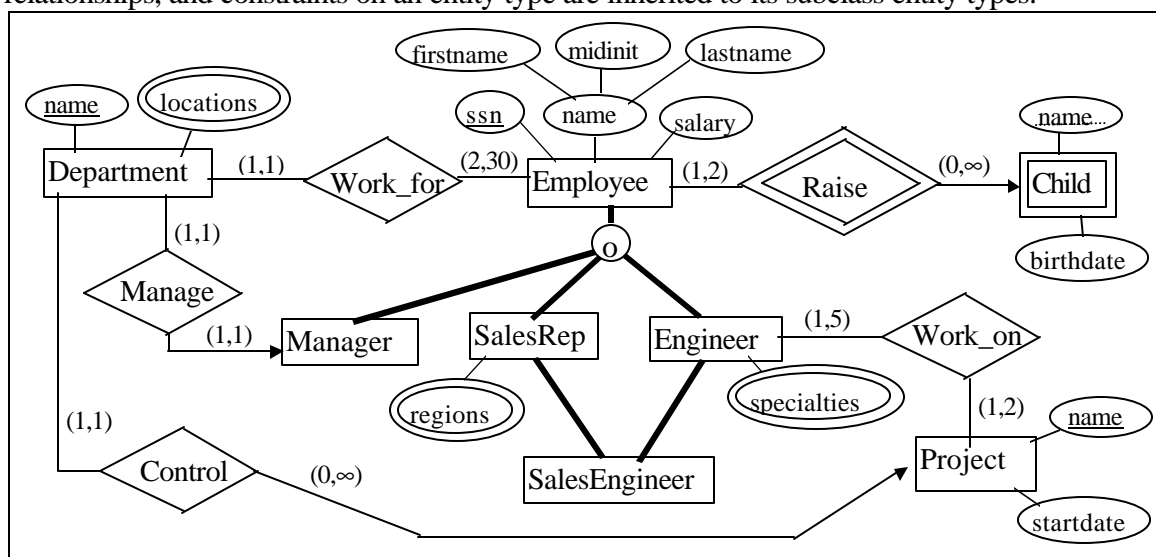 relationships, and constraints on an entity type are inherited to its subclass entity types.
firstname midinit lastname
name locations ssn name salary name
Department (1,1) Work_for (2,30) Employee (1,2) Raise (0,∞) Child
(1,1) o birthdate
Manage
(1,1) Manager SalesRep Engineer (1,5) Work_on
regions specialties (1,2) name
(1,1) Control (0,∞) SalesEngineer Project
startdate